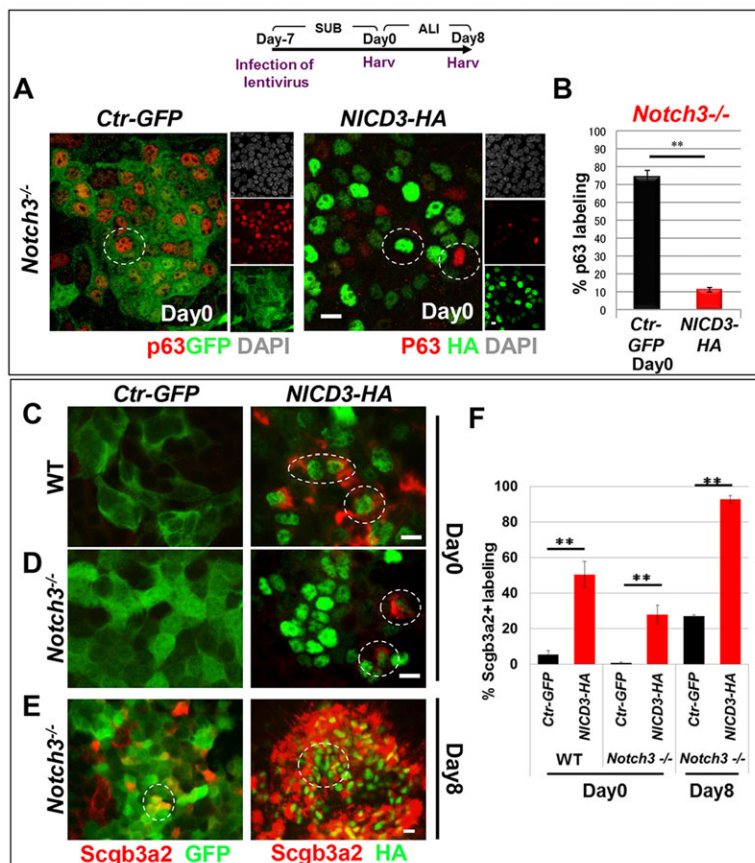 SUB ALI
Day-7 Day0 Day8
Infection of lentivirus Harv Harv
A
Ctr-GFP NICD3-HA
Notch3-/-
Day0 Day0
p63GFP DAPI P63 HA DAPI
B
Notch3-/-
**
% p63 labeling
100
90
80
70
60
50
40
30
20
10
0
Ctr-GFP NICD3-HA
Day0
Ctr-GFP NICD3-HA
C
WT
D
Notch3-/-
Day0
E
Notch3-/-
Day8
Scgb3a2 GFP Scgb3a2 HA
F
% Scgb3a2+ labeling
100
80
60
40
20
0
** ** **
Ctr-GFP NICD3-HA Ctr-GFP NICD3-HA Ctr-GFP NICD3-HA
WT Notch3 -/- Notch3 -/-
Day0 Day8